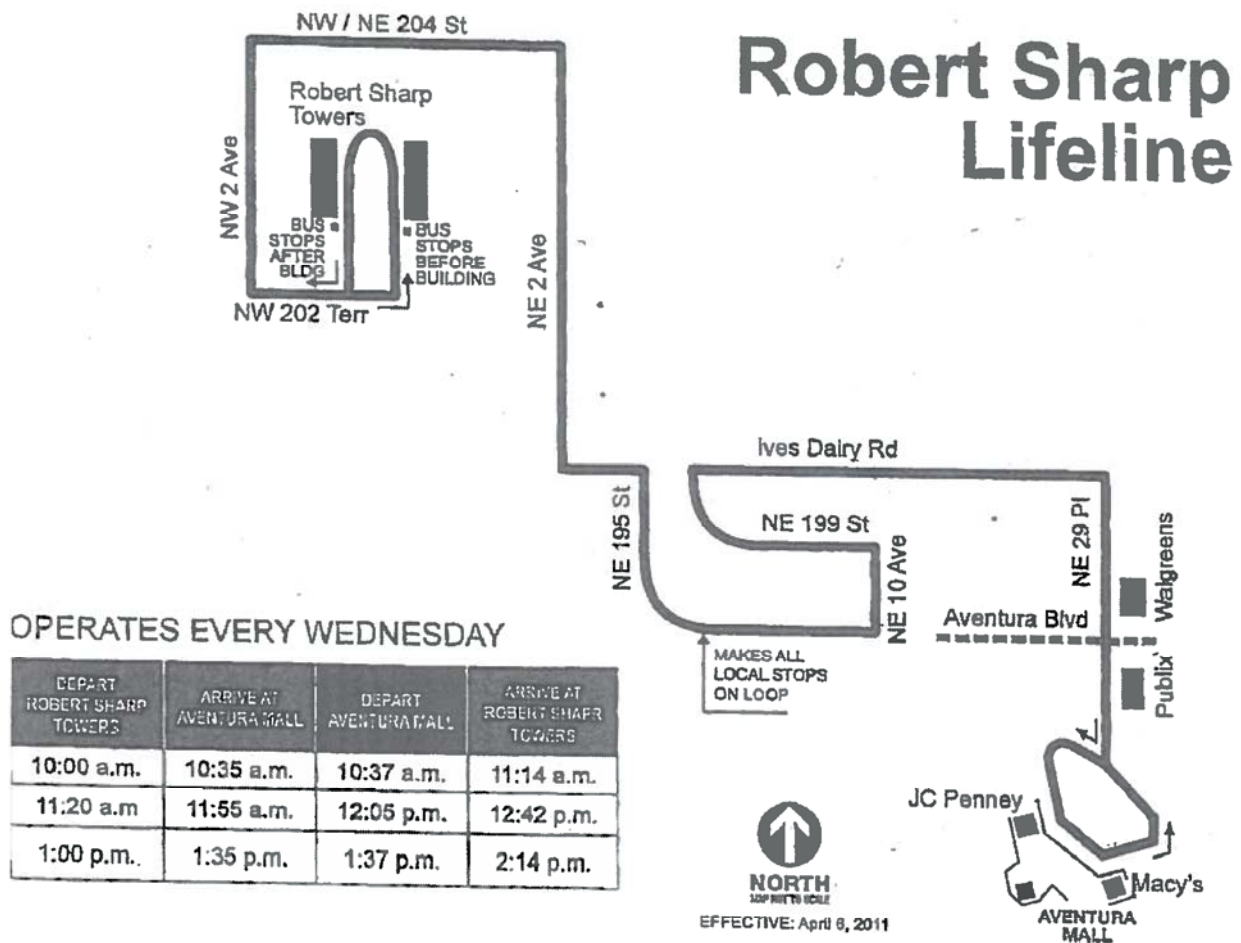 NW / NE 204 St
Robert Sharp
Lifeline
Robert Sharp
Towers
NW 2 Ave
BUS
STOPS
AFTER
BLDG
BUS
STOPS
BEFORE
BUILDING
NW 202 Terr
NE 2 Ave
Ives Dairy Rd
NE 195 St
NE 199 St
NE 10 Ave
NE 29 Pl
Walgreens
Aventura Blvd
Publix
MAKES ALL
LOCAL STOPS
ON LOOP
OPERATES EVERY WEDNESDAY
DEPART
ROBERT SHARP
TOWERS
ARRIVE AT
AVENTURA MALL
DEPART
AVENTURA MALL
ARRIVE AT
ROBERT SHAPR
TOWERS
10:00 a.m. 10:35 a.m. 10:37 a.m. 11:14 a.m.
11:20 a.m 11:55 a.m. 12:05 p.m. 12:42 p.m.
1:00 p.m. 1:35 p.m. 1:37 p.m. 2:14 p.m.
JC Penney
Macy's
AVENTURA
MALL
NORTH
MAP NOT TO SCALE
EFFECTIVE: April 6, 2011